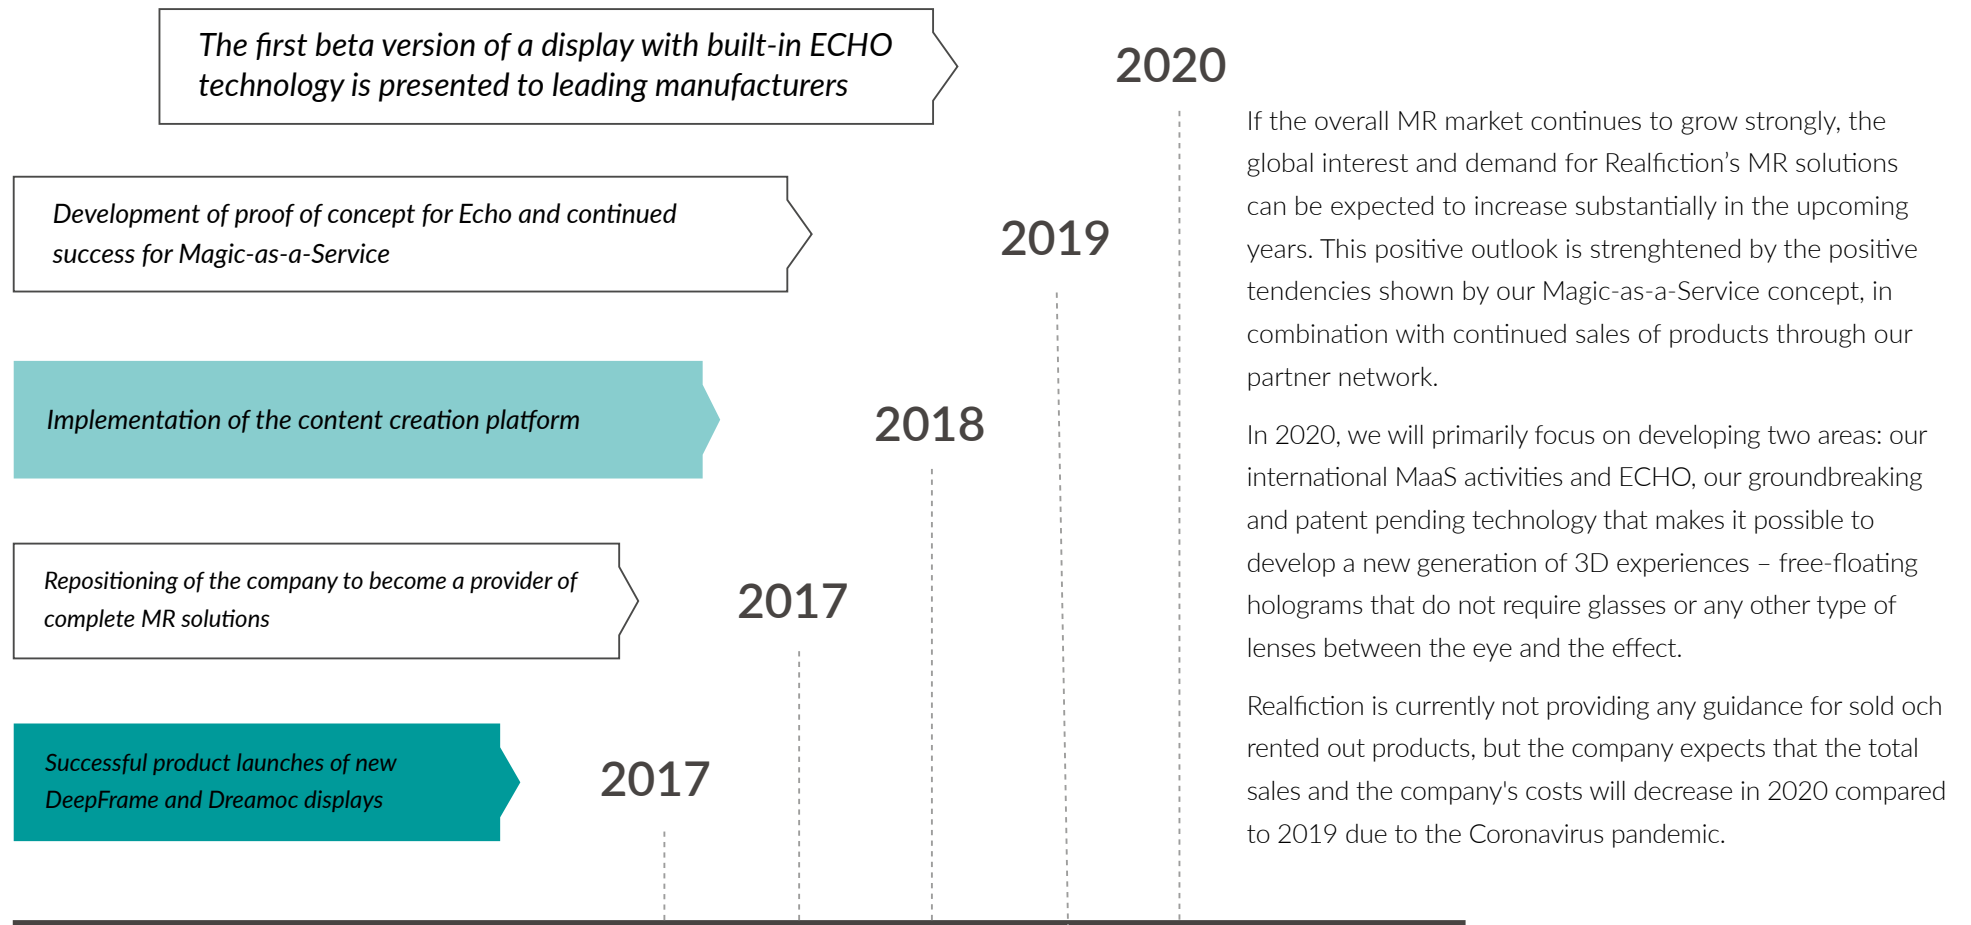 The first beta version of a display with built-in ECHO
technology is presented to leading manufacturers
2020
Development of proof of concept for Echo and continued
success for Magic-as-a-Service
2019
Implementation of the content creation platform
2018
Repositioning of the company to become a provider of
complete MR solutions
2017
Successful product launches of new
DeepFrame and Dreamoc displays
2017
If the overall MR market continues to grow strongly, the
global interest and demand for Realfiction’s MR solutions
can be expected to increase substantially in the upcoming
years. This positive outlook is strenghtened by the positive
tendencies shown by our Magic-as-a-Service concept, in
combination with continued sales of products through our
partner network.
In 2020, we will primarily focus on developing two areas: our
international MaaS activities and ECHO, our groundbreaking
and patent pending technology that makes it possible to
develop a new generation of 3D experiences – free-floating
holograms that do not require glasses or any other type of
lenses between the eye and the effect.
Realfiction is currently not providing any guidance for sold och
rented out products, but the company expects that the total
sales and the company's costs will decrease in 2020 compared
to 2019 due to the Coronavirus pandemic.